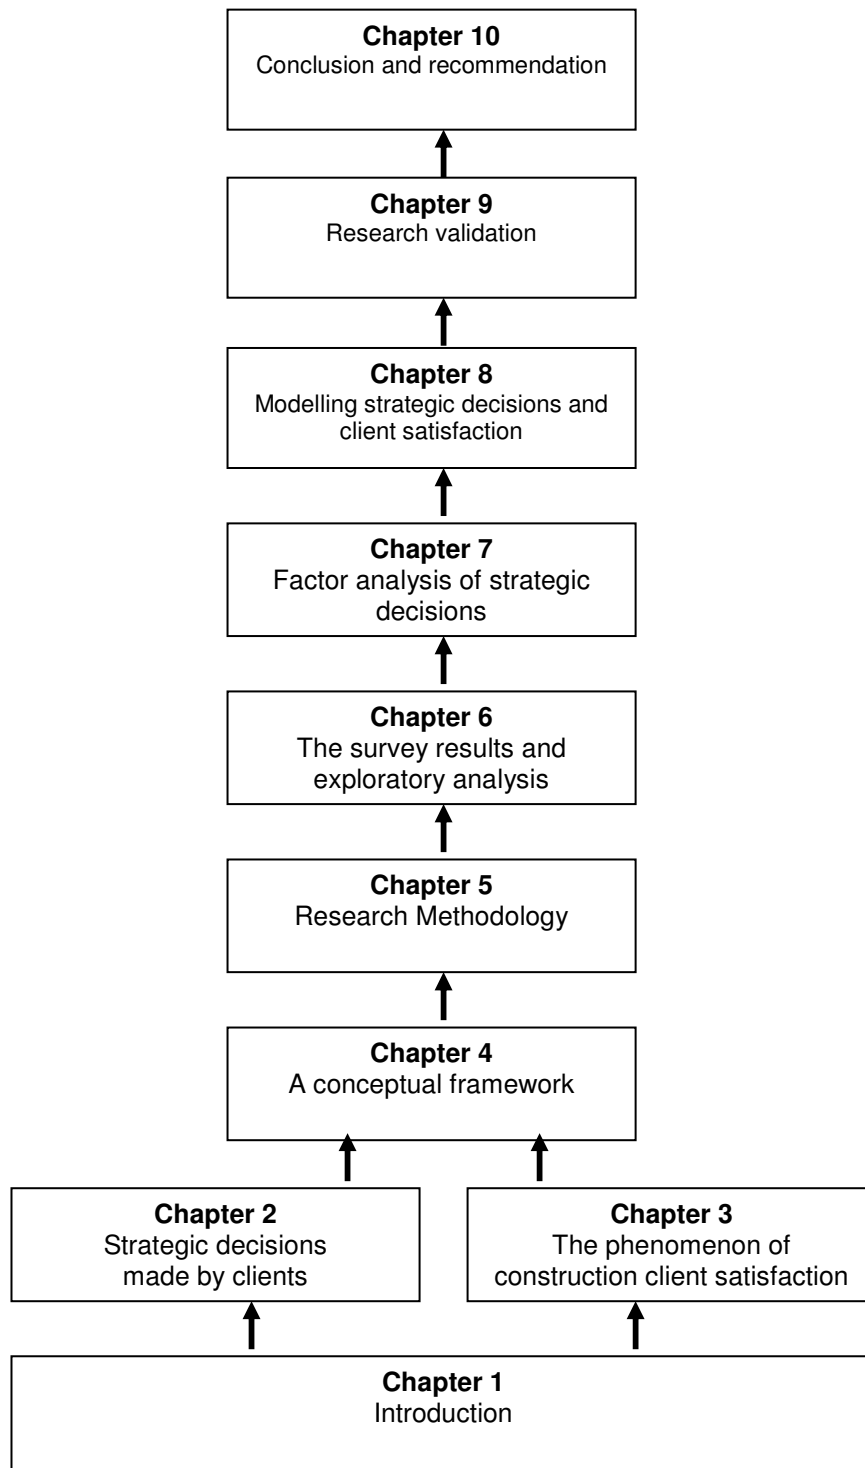 Chapter 10
Conclusion and recommendation
Chapter 9
Research validation
Chapter 8
Modelling strategic decisions and
client satisfaction
Chapter 7
Factor analysis of strategic
decisions
Chapter 6
The survey results and
exploratory analysis
Chapter 5
Research Methodology
Chapter 4
A conceptual framework
Chapter 2
Strategic decisions
made by clients
Chapter 3
The phenomenon of
construction client satisfaction
Chapter 1
Introduction